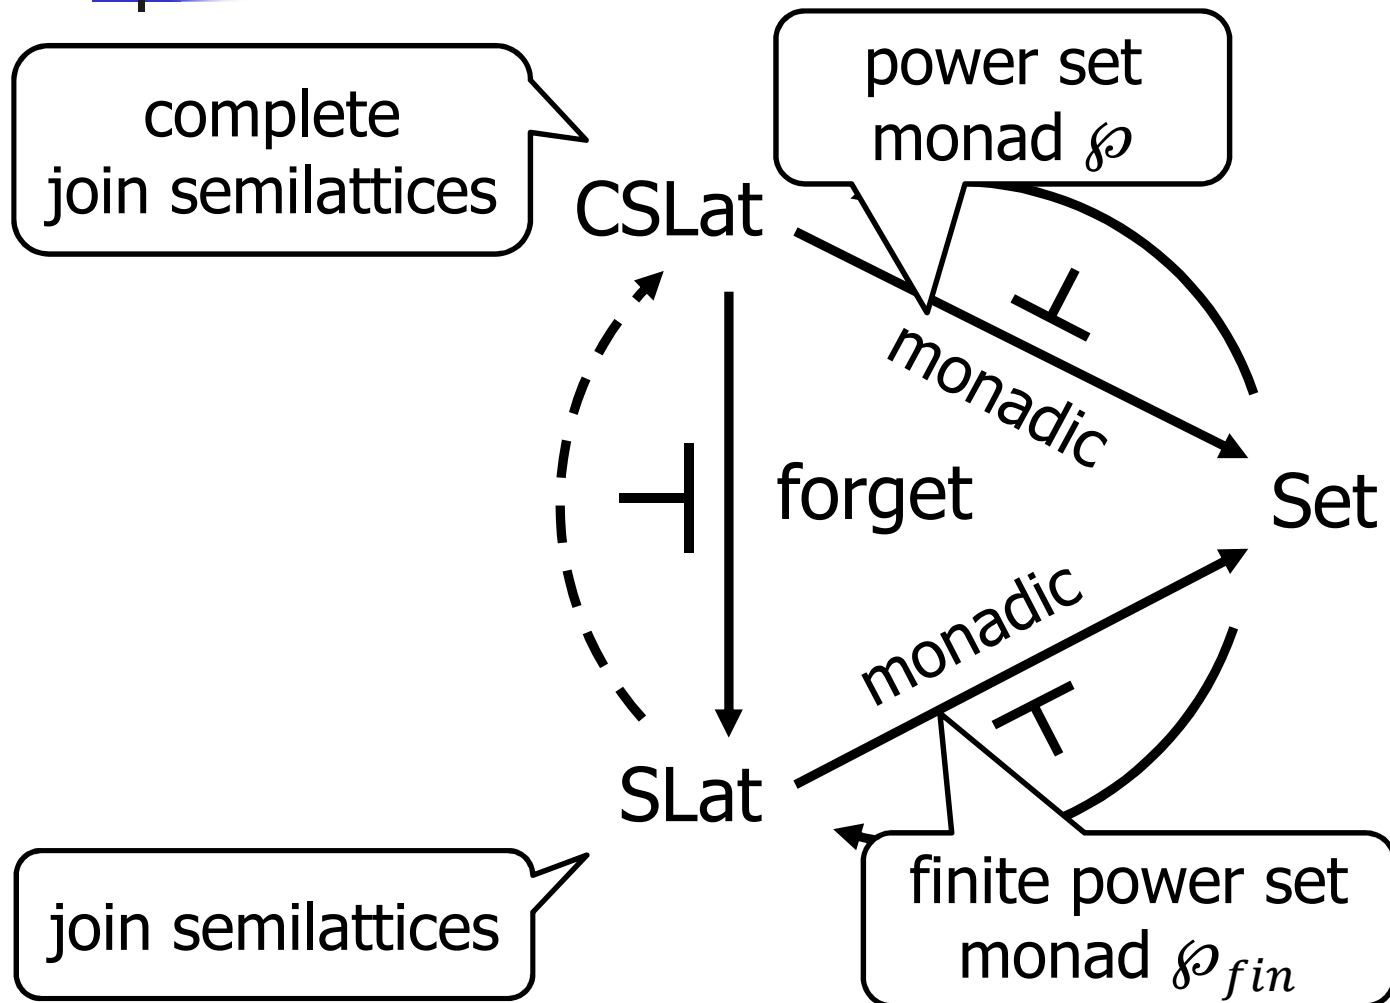 complete
join semilattices
power set
monad ℘
CSLat
monadic
forget
Set
monadic
SLat
join semilattices
finite power set
monad ℘_{fin}